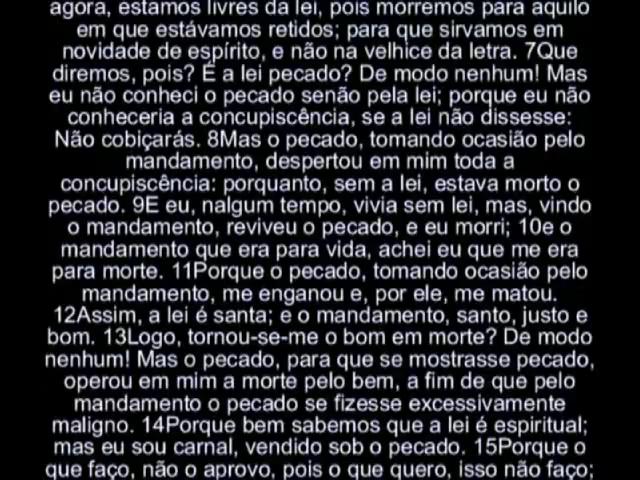 agora, estamos livres da lei, pois morremos para aquilo
em que estávamos retidos; para que sirvamos em
novidade de espírito, e não na velhice da letra. 7Que
diremos, pois? É a lei pecado? De modo nenhum! Mas
eu não conheci o pecado senão pela lei; porque eu não
conheceria a concupiscência, se a lei não dissesse:
Não cobiçarás. 8Mas o pecado, tomando ocasião pelo
mandamento, despertou em mim toda a
concupiscência: porquanto, sem a lei, estava morto o
pecado. 9E eu, nalgum tempo, vivia sem lei, mas, vindo
o mandamento, reviveu o pecado, e eu morri; 10e o
mandamento que era para vida, achei eu que me era
para morte. 11Porque o pecado, tomando ocasião pelo
mandamento, me enganou e, por ele, me matou.
12Assim, a lei é santa; e o mandamento, santo, justo e
bom. 13Logo, tornou-se-me o bom em morte? De modo
nenhum! Mas o pecado, para que se mostrasse pecado,
operou em mim a morte pelo bem, a fim de que pelo
mandamento o pecado se fizesse excessivamente
maligno. 14Porque bem sabemos que a lei é espiritual;
mas eu sou carnal, vendido sob o pecado. 15Porque o
que faço, não o aprovo, pois o que quero, isso não faço;